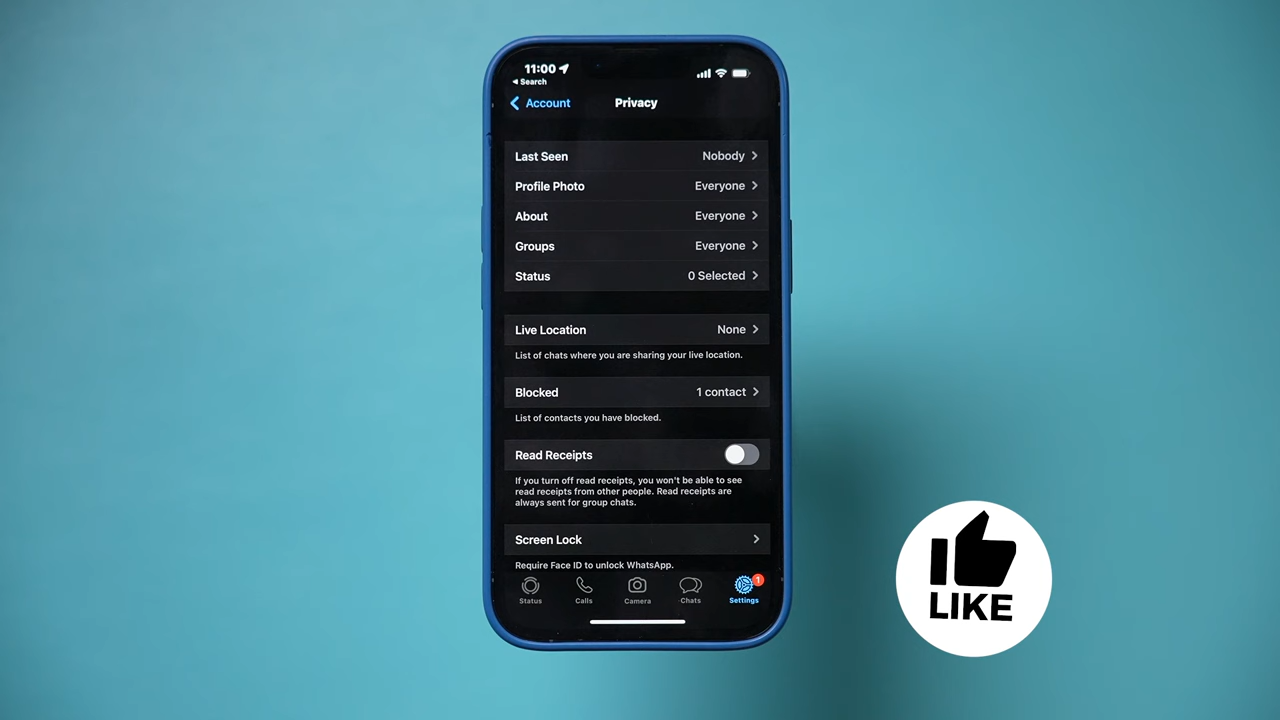 11:00
Search
Account
Privacy
Last Seen Nobody
Profile Photo Everyone
About Everyone
Groups Everyone
Status 0 Selected
Live Location None
List of chats where you are sharing your live location.
Blocked 1 contact
List of contacts you have blocked.
Read Receipts
If you turn off read receipts, you won't be able to see
read receipts from other people. Read receipts are
always sent for group chats.
Screen Lock
Require Face ID to unlock WhatsApp.
1
Status Calls Camera Chats Settings
LIKE